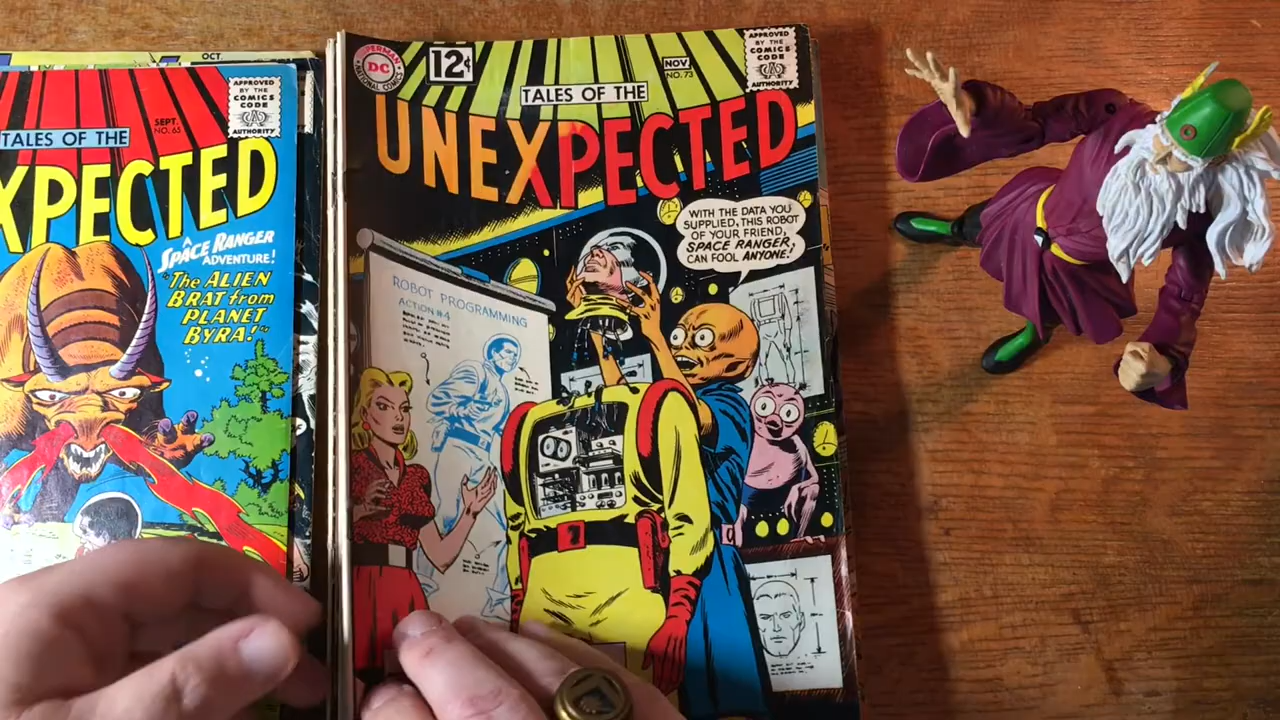 OCT.
APPROVED
BY THE
COMICS
CODE
CA
AUTHORITY
TALES OF THE
SEPT.
NO. 65
XPECTED
A
SPACE RANGER
ADVENTURE!
"The ALIEN
BRAT from
PLANET
BYRA!"
SUPERMAN
DC
NATIONAL COMICS
12¢
NOV.
NO. 73
APPROVED
BY THE
COMICS
CODE
CA
AUTHORITY
TALES OF THE
UNEXPECTED
WITH THE DATA YOU
SUPPLIED, THIS ROBOT
OF YOUR FRIEND,
SPACE RANGER,
CAN FOOL ANYONE!
ROBOT PROGRAMMING
ACTION #4